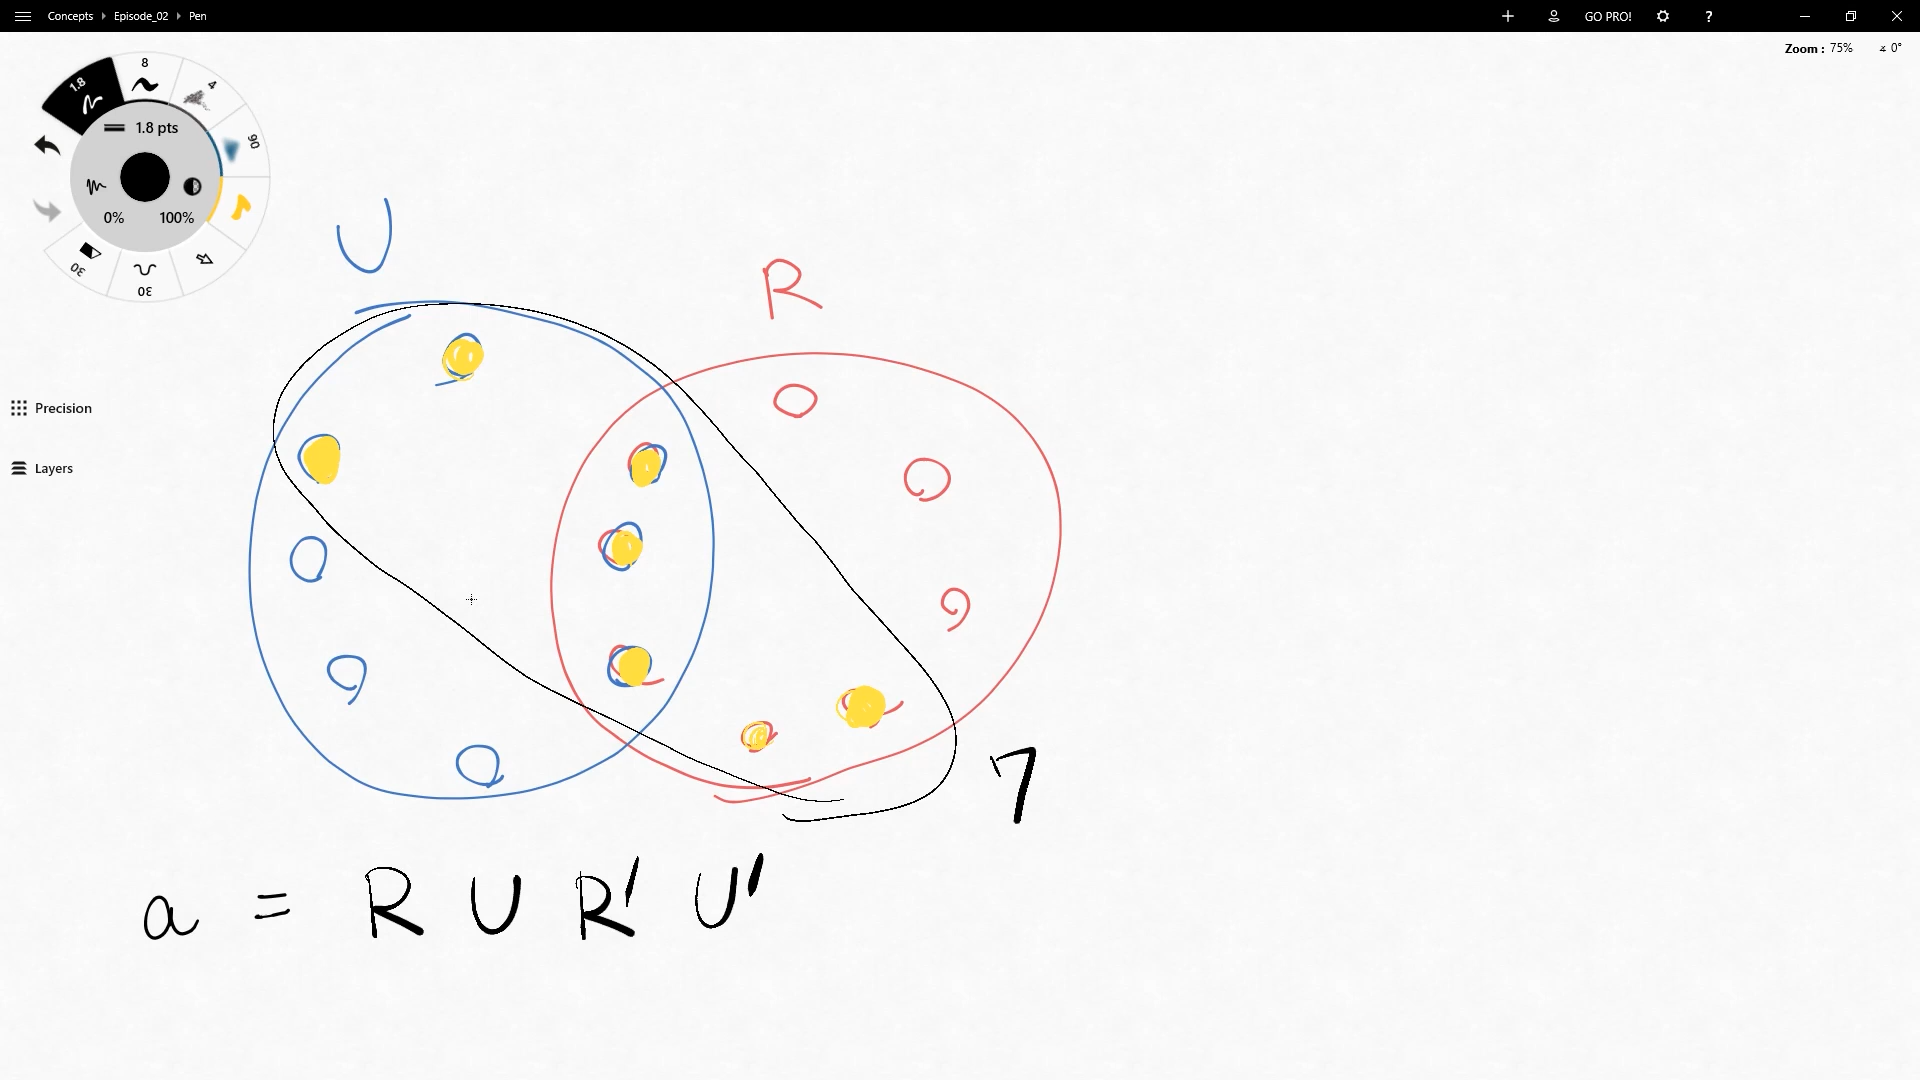 Concepts Episode_02 Pen
GO PRO! ?
Zoom : 75% 0°
8
1.8
4
1.8 pts
90
0% 100%
30
30
U
R
Precision
Layers
7
a = R U R' U'